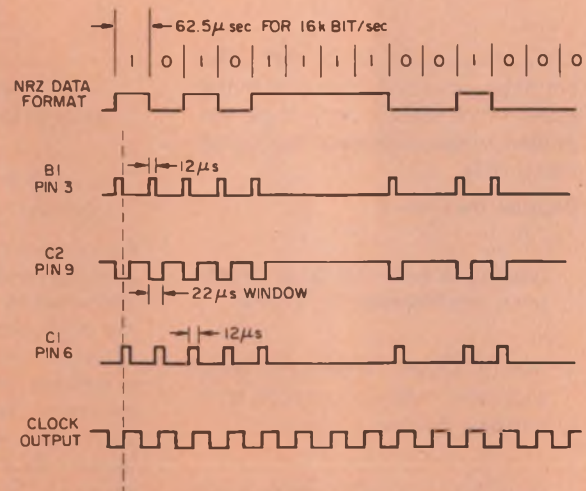 62.5μsec FOR 16k BIT/sec
1 | 0 | 1 | 0 | 1 | 1 | 1 | 1 | 0 | 0 | 1 | 0 | 0 | 0
NRZ DATA
FORMAT
B1
PIN 3
12μs
C2
PIN 9
22μs WINDOW
C1
PIN 6
12μs
CLOCK
OUTPUT